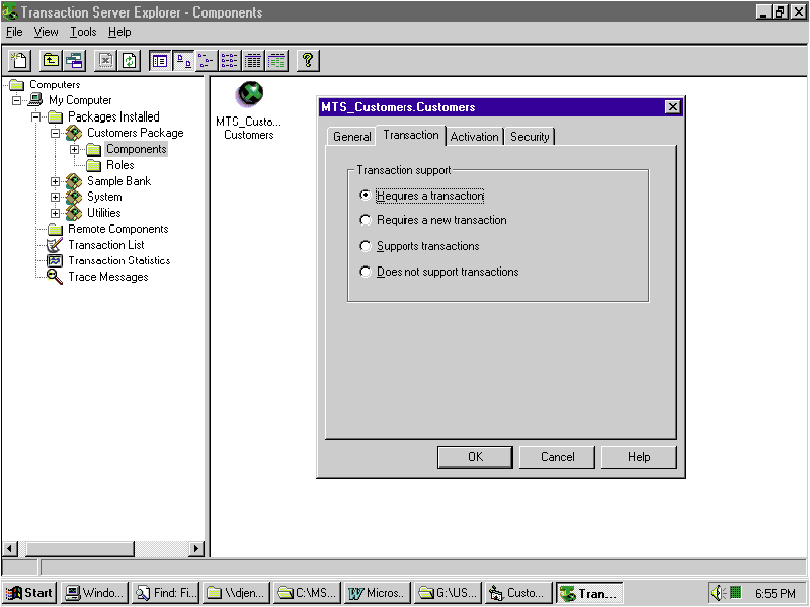 Transaction Server Explorer - Components
File View Tools Help
Computers
My Computer
Packages Installed
Customers Package
Components
Roles
Sample Bank
System
Utilities
Remote Components
Transaction List
Transaction Statistics
Trace Messages
MTS_Custo...
Customers
MTS_Customers.Customers
General Transaction Activation Security
Transaction support
Requires a transaction
Requires a new transaction
Supports transactions
Does not support transactions
OK Cancel Help
Start Windo... Find: Fi... \\djen... C:\MS... Micros... G:\US... Custo... Tran... 6:55 PM